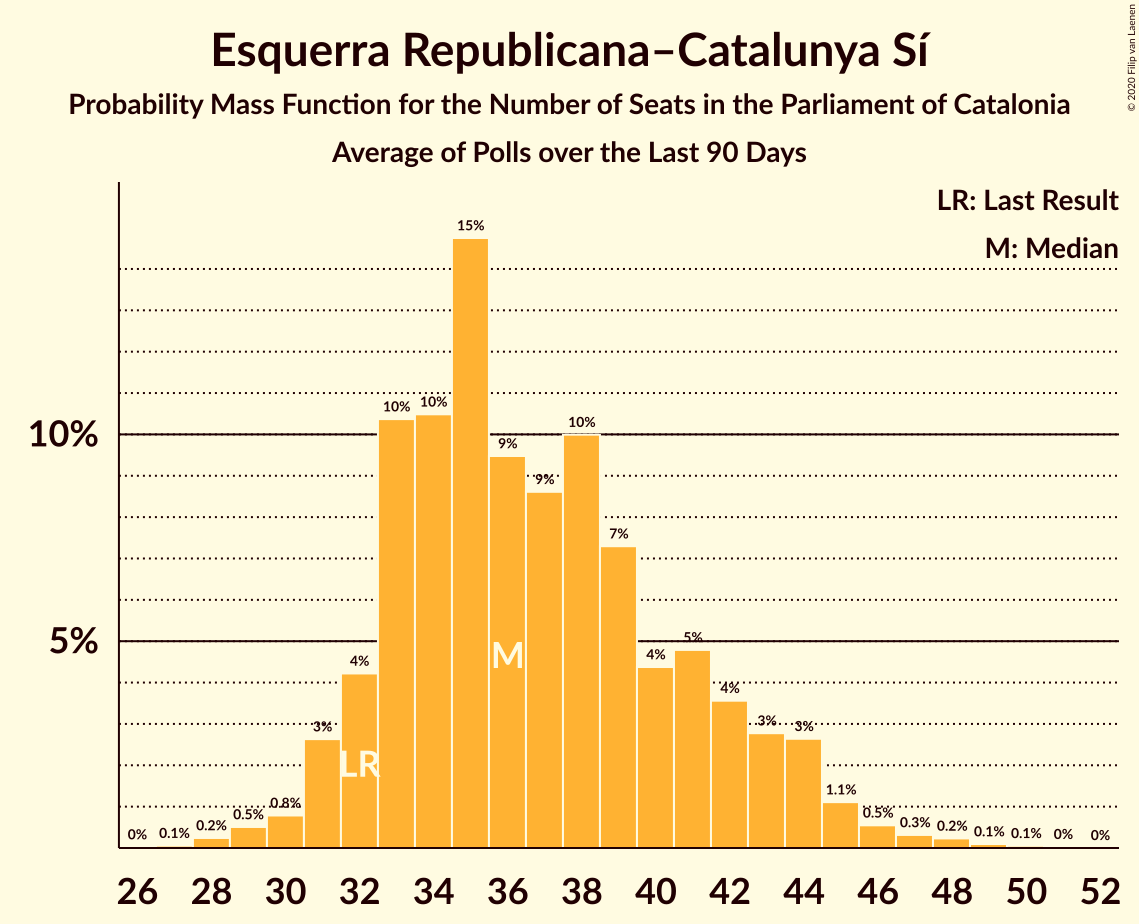 Esquerra Republicana–Catalunya Sí
Probability Mass Function for the Number of Seats in the Parliament of Catalonia
Average of Polls over the Last 90 Days
© 2020 Filip van Laenen
LR: Last Result
M: Median
10%
5%
0% 0.1% 0.2% 0.5% 0.8% 3% 4% 10% 10% 15% 9% 9% 10% 7% 4% 5% 4% 3% 3% 1.1% 0.5% 0.3% 0.2% 0.1% 0.1% 0% 0%
M
LR
26 28 30 32 34 36 38 40 42 44 46 48 50 52